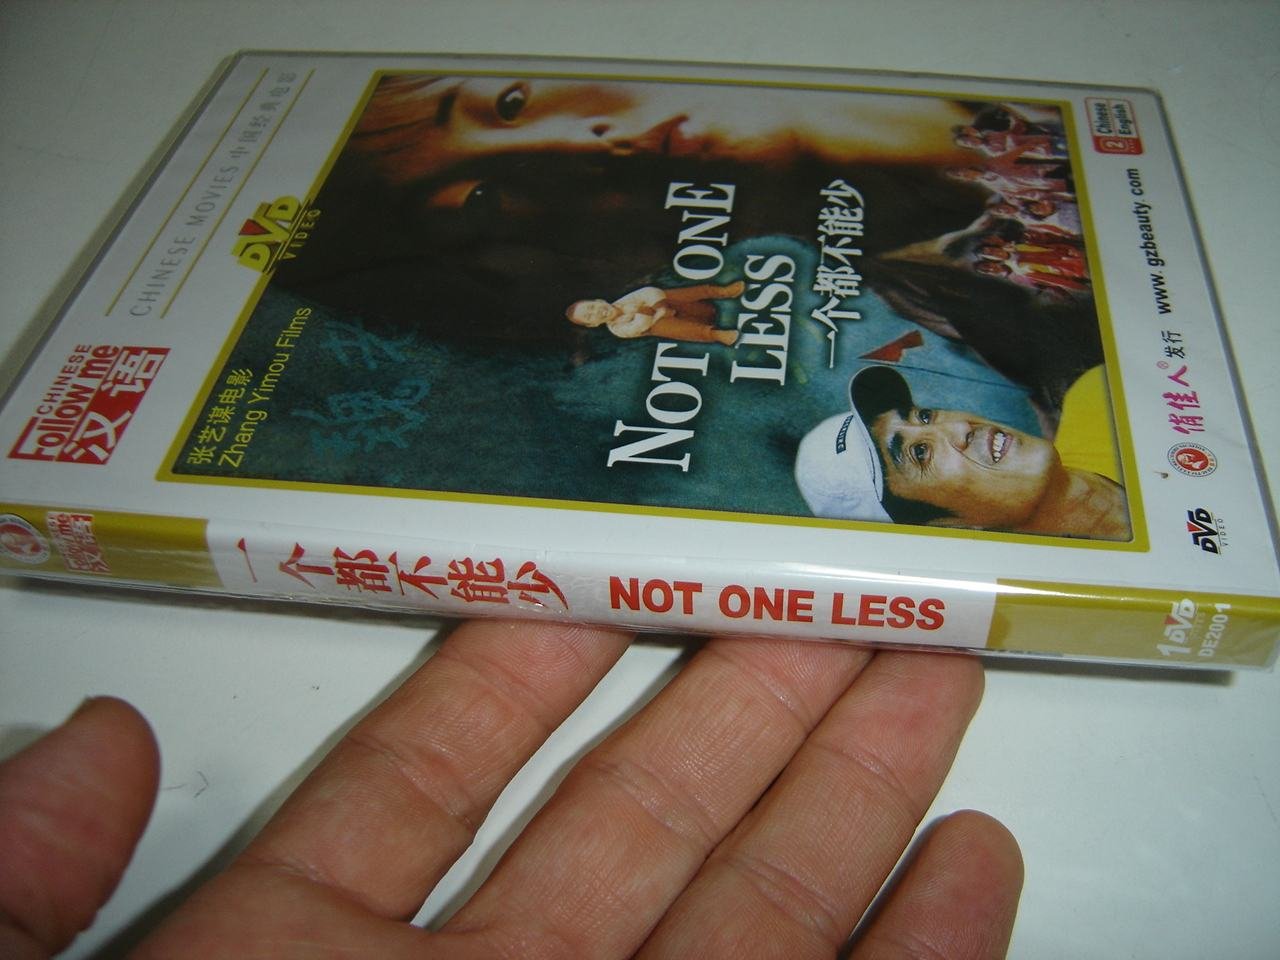 CHINESE MOVIES 中国经典电影
DVD
VIDEO
CHINESE
Follow me
汉语
张艺谋电影
Zhang Yimou Films
NOT ONE
LESS
一个都不能少
2
Chinese
English
www.gzbeauty.com
俏佳人® 发行
DVD
VIDEO
一个都不能少 NOT ONE LESS
1 DVD
VIDEO
DE2001